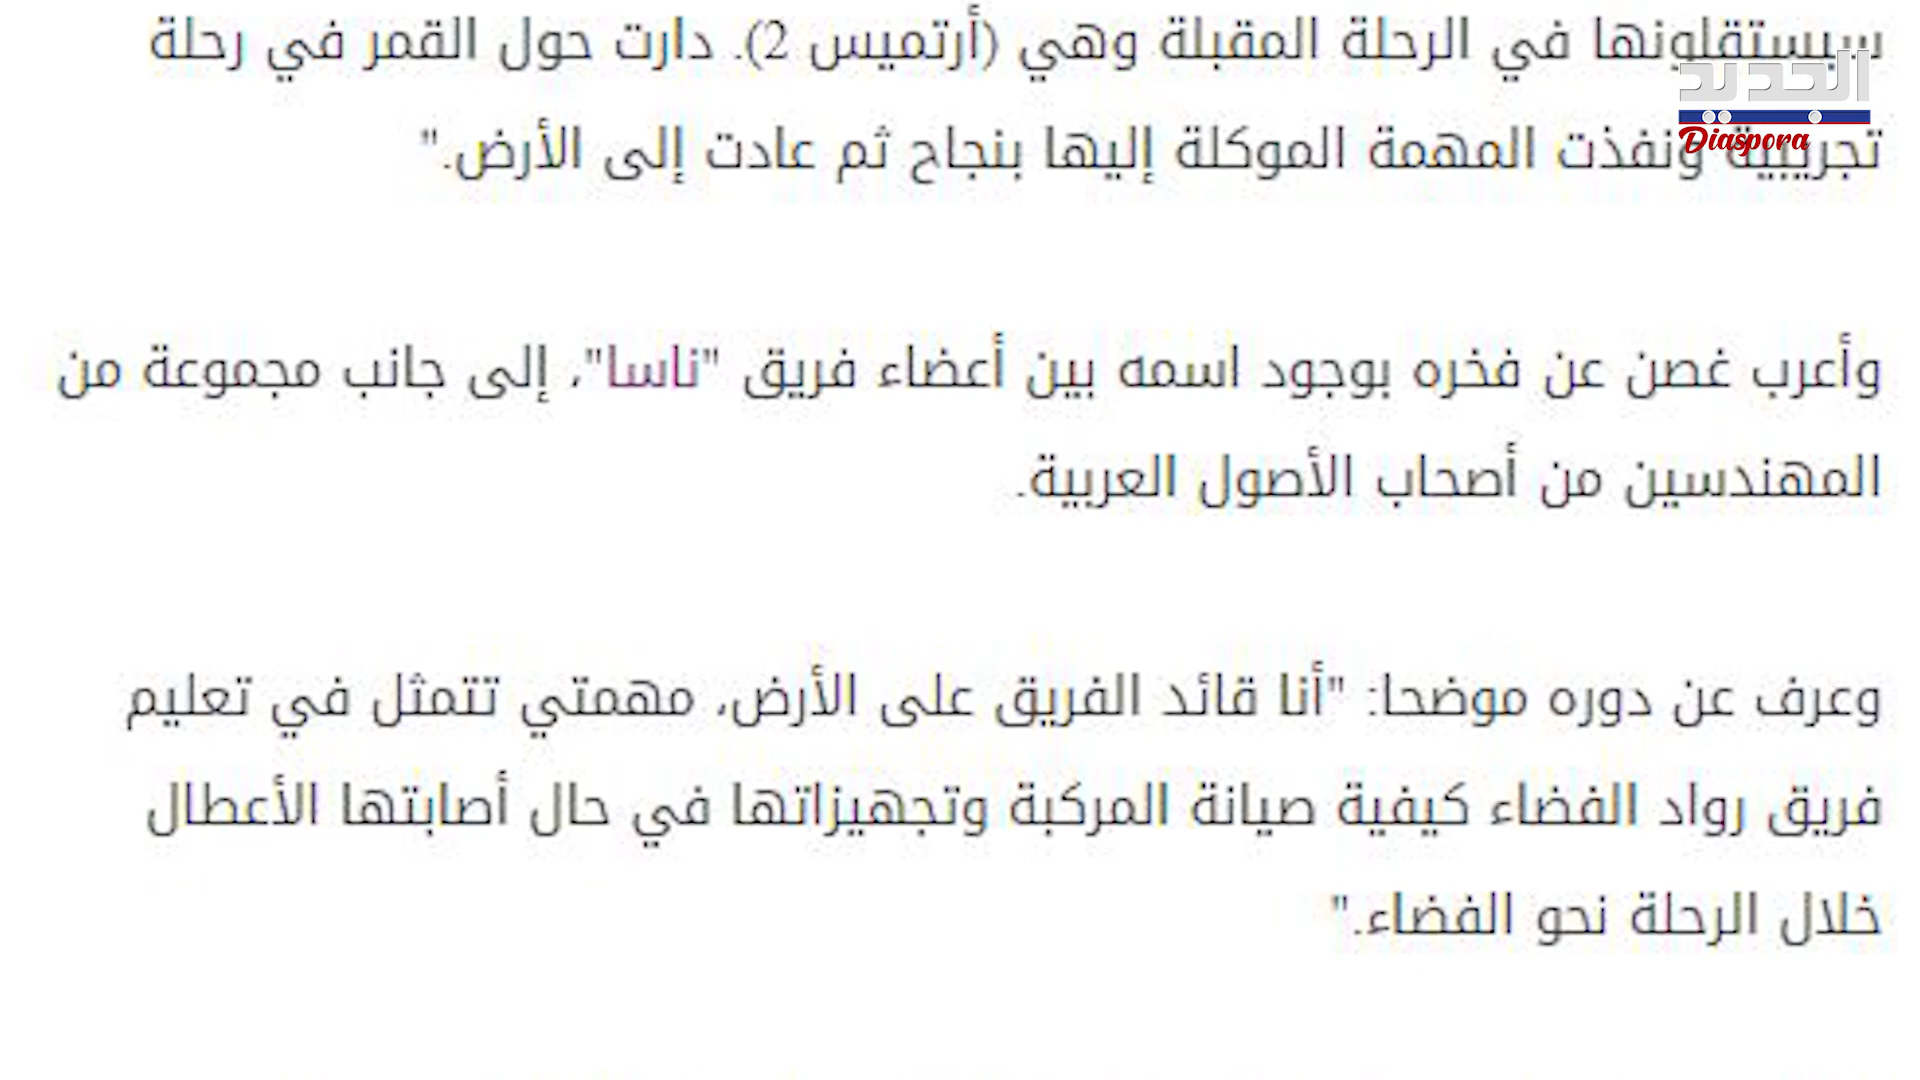 سيستقلونها في الرحلة المقبلة وهي (أرتميس 2). دارت حول القمر في رحلة
الجديد
Diaspora
تجريبية ونفذت المهمة الموكلة إليها بنجاح ثم عادت إلى الأرض."
وأعرب غصن عن فخره بوجود اسمه بين أعضاء فريق "ناسا"، إلى جانب مجموعة من
المهندسين من أصحاب الأصول العربية.
وعرف عن دوره موضحا: "أنا قائد الفريق على الأرض، مهمتي تتمثل في تعليم
فريق رواد الفضاء كيفية صيانة المركبة وتجهيزاتها في حال أصابتها الأعطال
خلال الرحلة نحو الفضاء."